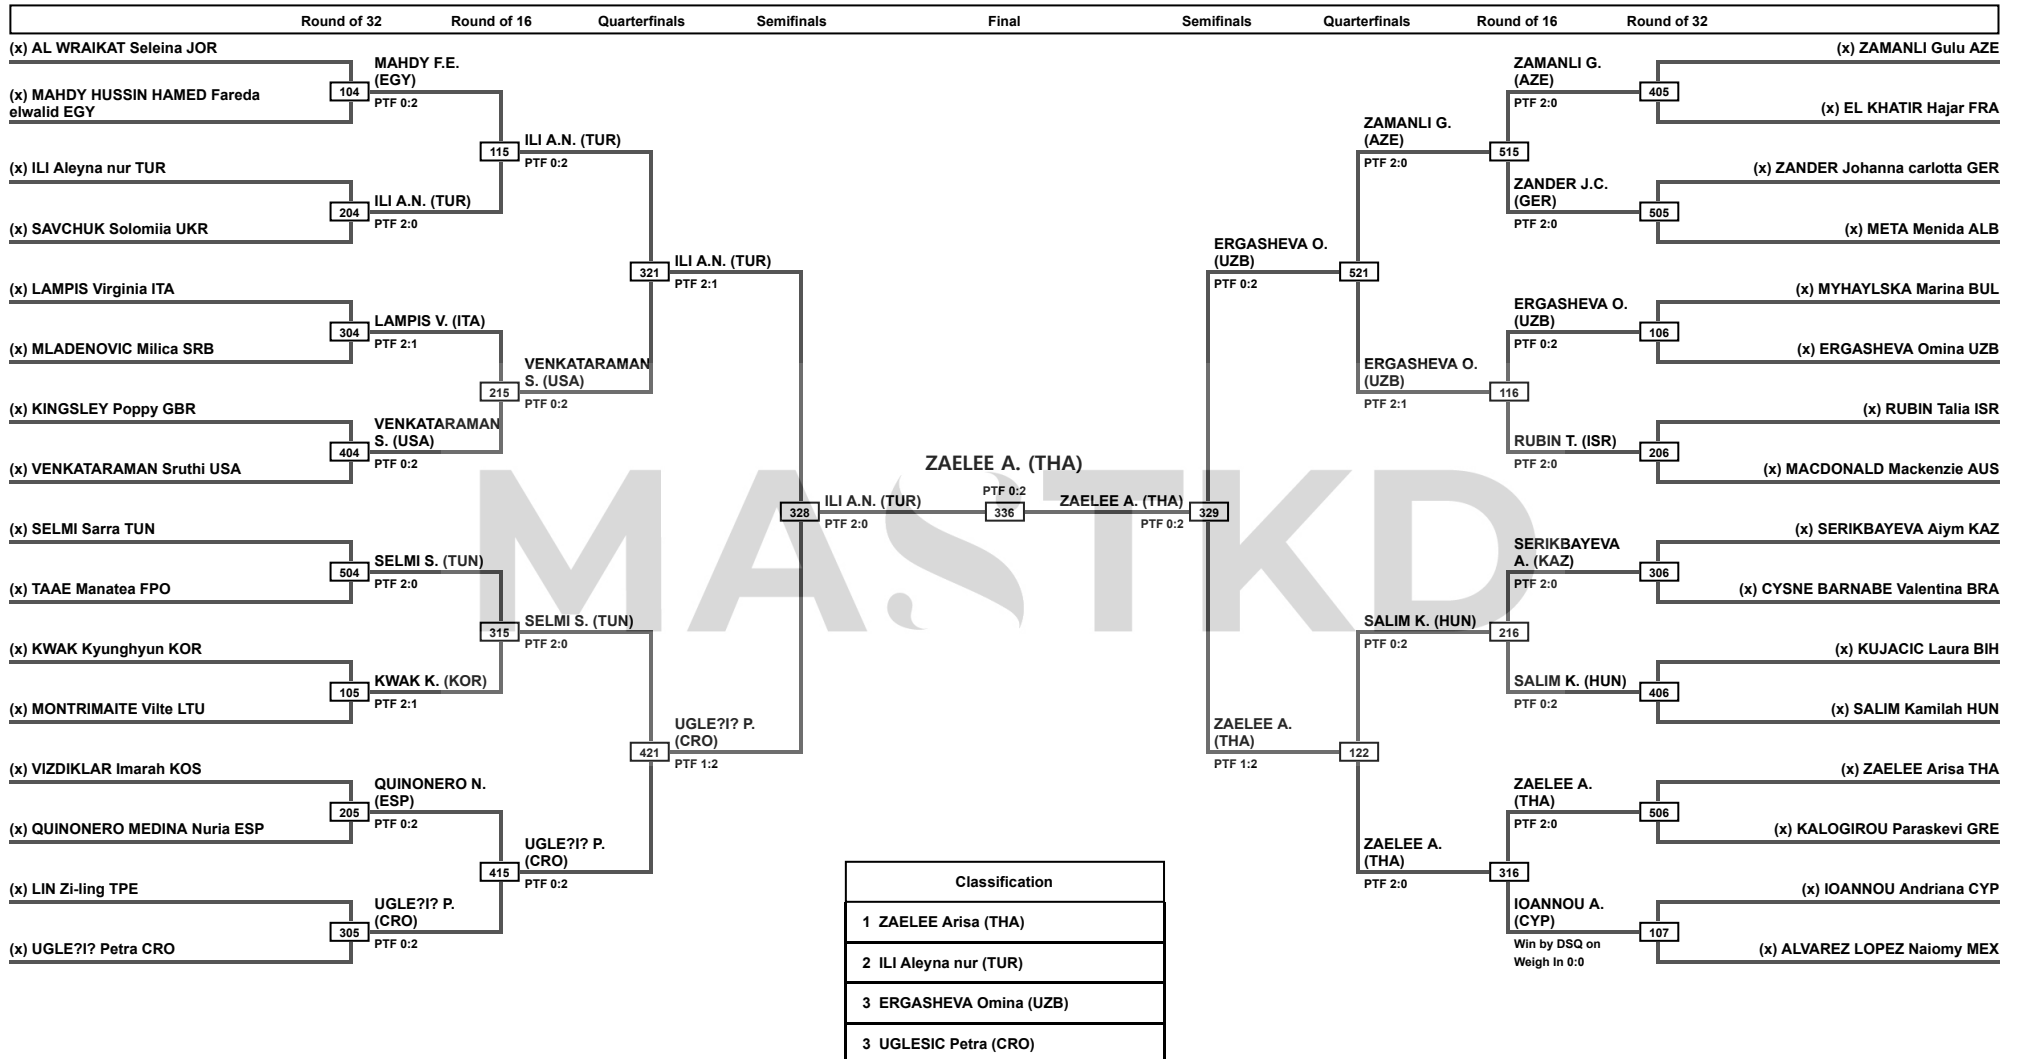 Round of 32 Round of 16 Quarterfinals Semifinals Final Semifinals Quarterfinals Round of 16 Round of 32
(x) AL WRAIKAT Seleina JOR
(x) MAHDY HUSSIN HAMED Fareda
elwalid EGY
(x) ILI Aleyna nur TUR
(x) SAVCHUK Solomiia UKR
(x) LAMPIS Virginia ITA
(x) MLADENOVIC Milica SRB
(x) KINGSLEY Poppy GBR
(x) VENKATARAMAN Sruthi USA
(x) SELMI Sarra TUN
(x) TAAE Manatea FPO
(x) KWAK Kyunghyun KOR
(x) MONTRIMAITE Vilte LTU
(x) VIZDIKLAR Imarah KOS
(x) QUINONERO MEDINA Nuria ESP
(x) LIN Zi-ling TPE
(x) UGLE?I? Petra CRO
104
MAHDY F.E.
(EGY)
PTF 0:2
204
ILI A.N. (TUR)
PTF 2:0
304
LAMPIS V. (ITA)
PTF 2:1
404
VENKATARAMAN
S. (USA)
PTF 0:2
504
SELMI S. (TUN)
PTF 2:0
105
KWAK K. (KOR)
PTF 2:1
205
QUINONERO N.
(ESP)
PTF 0:2
305
UGLE?I? P.
(CRO)
PTF 0:2
115
ILI A.N. (TUR)
PTF 0:2
215
VENKATARAMAN
S. (USA)
PTF 0:2
315
SELMI S. (TUN)
PTF 2:0
415
UGLE?I? P.
(CRO)
PTF 0:2
321
ILI A.N. (TUR)
PTF 2:1
421
UGLE?I? P.
(CRO)
PTF 1:2
328
ILI A.N. (TUR)
PTF 2:0
ZAELEE A. (THA)
PTF 0:2
336
ZAELEE A. (THA)
PTF 0:2
329
MASTKD
ERGASHEVA O.
(UZB)
PTF 0:2
521
ZAELEE A.
(THA)
PTF 1:2
122
ZAMANLI G.
(AZE)
PTF 2:0
515
ERGASHEVA O.
(UZB)
PTF 2:1
116
SALIM K. (HUN)
PTF 0:2
216
ZAELEE A.
(THA)
PTF 2:0
316
ZAMANLI G.
(AZE)
PTF 2:0
405
ZANDER J.C.
(GER)
PTF 2:0
505
ERGASHEVA O.
(UZB)
PTF 0:2
106
RUBIN T. (ISR)
PTF 2:0
206
SERIKBAYEVA
A. (KAZ)
PTF 2:0
306
SALIM K. (HUN)
PTF 0:2
406
ZAELEE A.
(THA)
PTF 2:0
506
IOANNOU A.
(CYP)
Win by DSQ on
Weigh In 0:0
107
(x) ZAMANLI Gulu AZE
(x) EL KHATIR Hajar FRA
(x) ZANDER Johanna carlotta GER
(x) META Menida ALB
(x) MYHAYLSKA Marina BUL
(x) ERGASHEVA Omina UZB
(x) RUBIN Talia ISR
(x) MACDONALD Mackenzie AUS
(x) SERIKBAYEVA Aiym KAZ
(x) CYSNE BARNABE Valentina BRA
(x) KUJACIC Laura BIH
(x) SALIM Kamilah HUN
(x) ZAELEE Arisa THA
(x) KALOGIROU Paraskevi GRE
(x) IOANNOU Andriana CYP
(x) ALVAREZ LOPEZ Naiomy MEX
Classification
1 ZAELEE Arisa (THA)
2 ILI Aleyna nur (TUR)
3 ERGASHEVA Omina (UZB)
3 UGLESIC Petra (CRO)